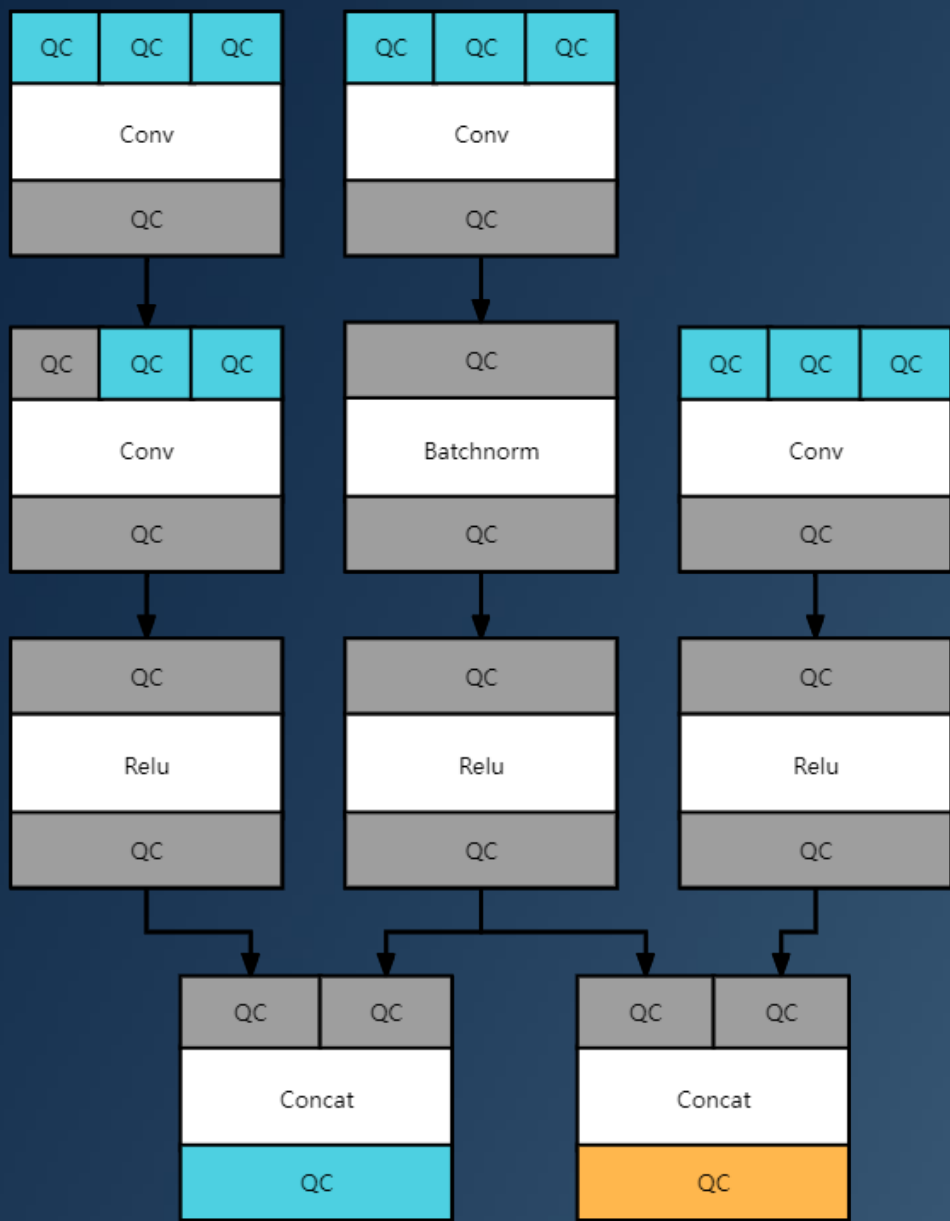 QC QC QC QC QC QC
Conv Conv
QC QC
QC QC QC QC QC QC QC
Conv Batchnorm Conv
QC QC QC
QC QC QC
Relu Relu Relu
QC QC QC
QC QC QC QC
Concat Concat
QC QC